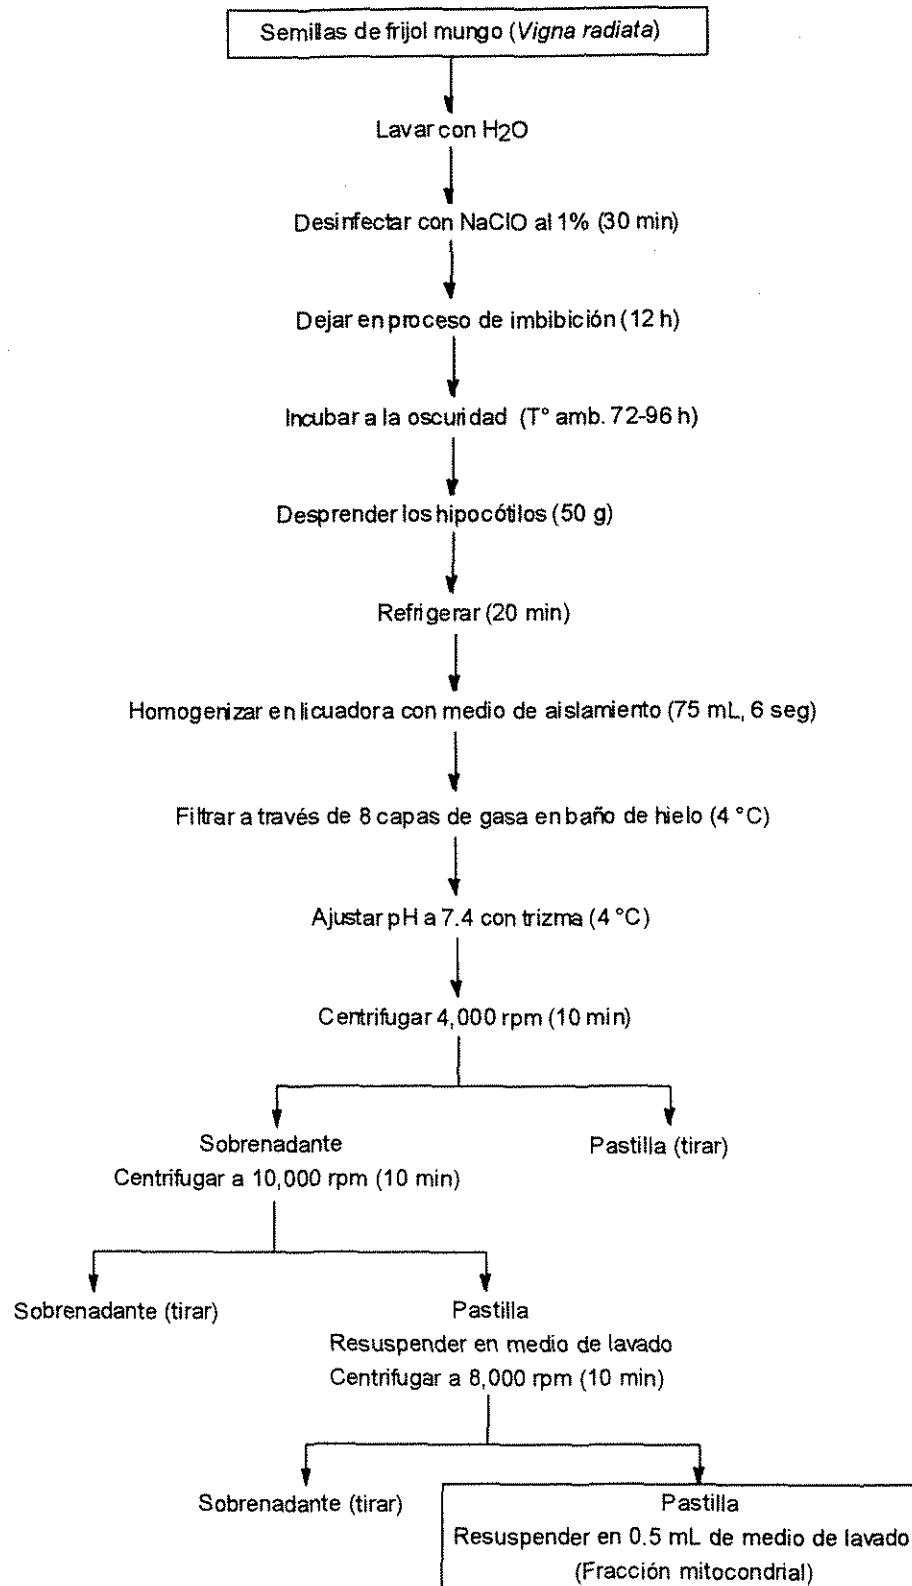 Semillas de frijol mungo (Vigna radiata)
Lavar con H2O
Desinfectar con NaClO al 1% (30 min)
Dejar en proceso de imbibición (12 h)
Incubar a la oscuridad (T° amb. 72-96 h)
Desprender los hipocótilos (50 g)
Refrigerar (20 min)
Homogenizar en licuadora con medio de aislamiento (75 mL, 6 seg)
Filtrar a través de 8 capas de gasa en baño de hielo (4 °C)
Ajustar pH a 7.4 con trizma (4 °C)
Centrifugar 4,000 rpm (10 min)
Sobrenadante
Centrifugar a 10,000 rpm (10 min)
Pastilla (tirar)
Sobrenadante (tirar)
Pastilla
Resuspender en medio de lavado
Centrifugar a 8,000 rpm (10 min)
Sobrenadante (tirar)
Pastilla
Resuspender en 0.5 mL de medio de lavado
(Fracción mitocondrial)